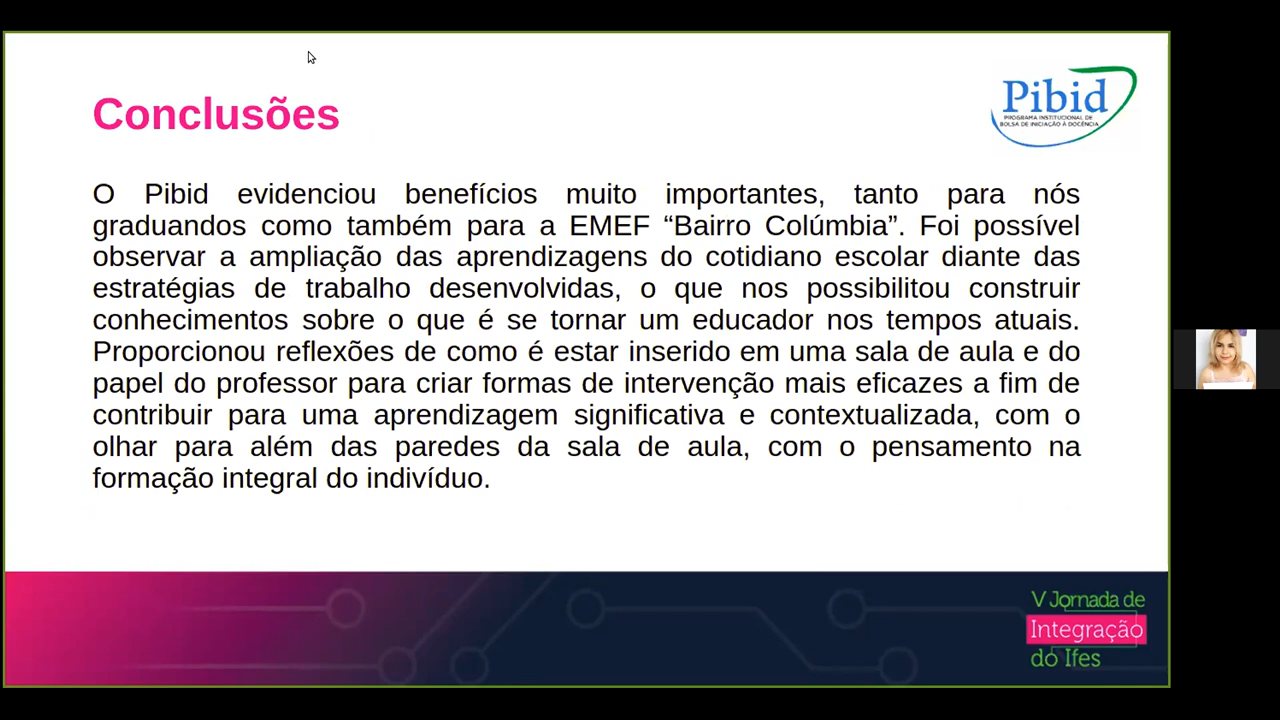 Conclusões
Pibid
PROGRAMA INSTITUCIONAL DE
BOLSA DE INICIAÇÃO À DOCÊNCIA
O Pibid evidenciou benefícios muito importantes, tanto para nós
graduandos como também para a EMEF “Bairro Colúmbia”. Foi possível
observar a ampliação das aprendizagens do cotidiano escolar diante das
estratégias de trabalho desenvolvidas, o que nos possibilitou construir
conhecimentos sobre o que é se tornar um educador nos tempos atuais.
Proporcionou reflexões de como é estar inserido em uma sala de aula e do
papel do professor para criar formas de intervenção mais eficazes a fim de
contribuir para uma aprendizagem significativa e contextualizada, com o
olhar para além das paredes da sala de aula, com o pensamento na
formação integral do indivíduo.
V Jornada de
Integração
do Ifes